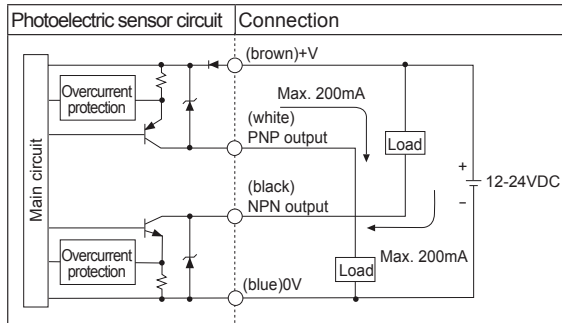 Photoelectric sensor circuit
Connection
(brown)+V
Overcurrent
protection
Max. 200mA
(white)
PNP output
Load
Main circuit
+
12-24VDC
−
(black)
NPN output
Overcurrent
protection
Max. 200mA
Load
(blue)0V